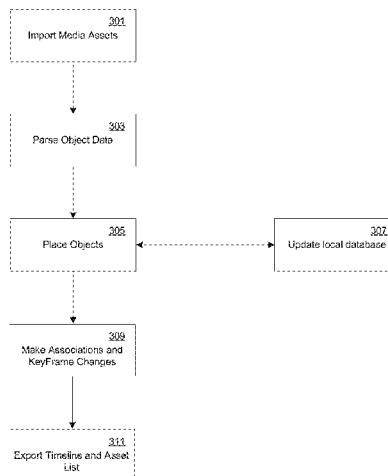 301
Import Media Assets
303
Parse Object Data
305
Place Objects
307
Update local database
309
Make Associations and
KeyFrame Changes
311
Export Timeline and Asset
List